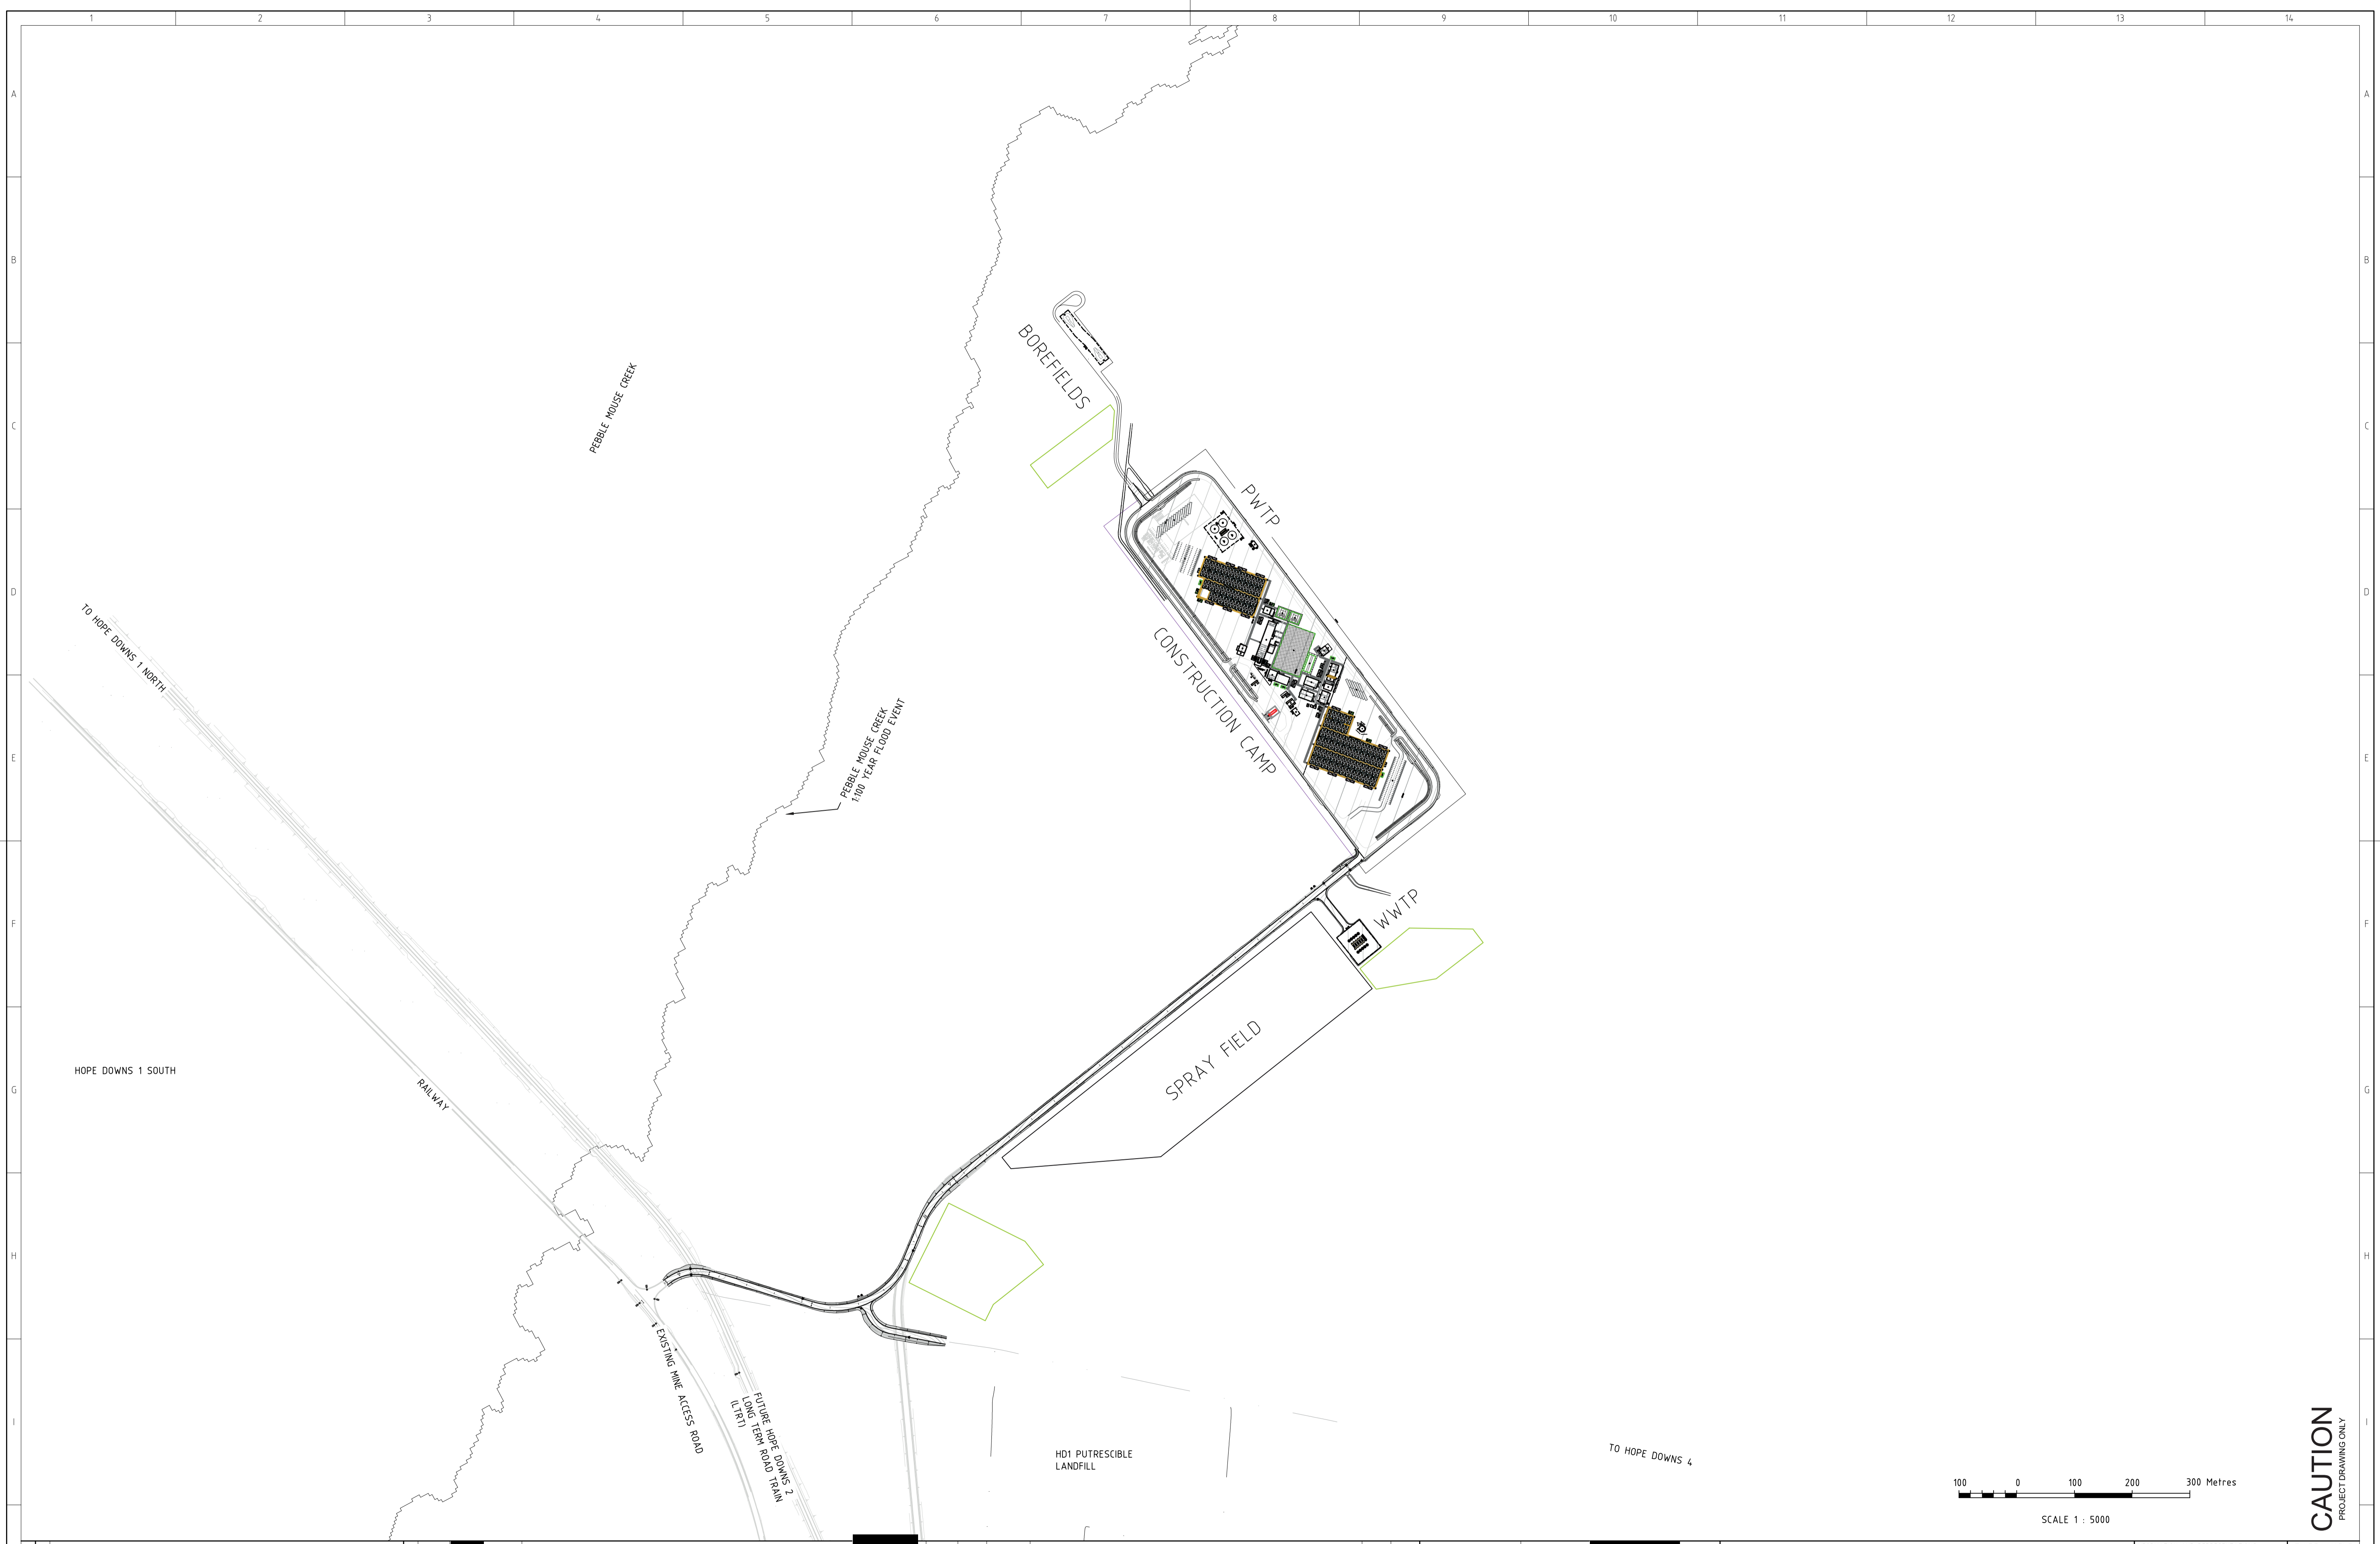 1 2 3 4 5 6 7 8 9 10 11 12 13 14
A A
B B
BOREFIELDS
PEBBLE MOUSE CREEK
C C
PWTP
D D
TO HOPE DOWNS 1 NORTH
CONSTRUCTION CAMP
E E
PEBBLE MOUSE CREEK
1:100 YEAR FLOOD EVENT
WWTP
F F
SPRAY FIELD
HOPE DOWNS 1 SOUTH
RAILWAY
G G
H H
EXISTING MINE ACCESS ROAD
FUTURE HOPE DOWNS 2
LONG TERM ROAD TRAIN
(LTRT)
I I
HD1 PUTRESCIBLE
LANDFILL
TO HOPE DOWNS 4
100 0 100 200 300 Metres
SCALE 1 : 5000
CAUTION
PROJECT DRAWING ONLY